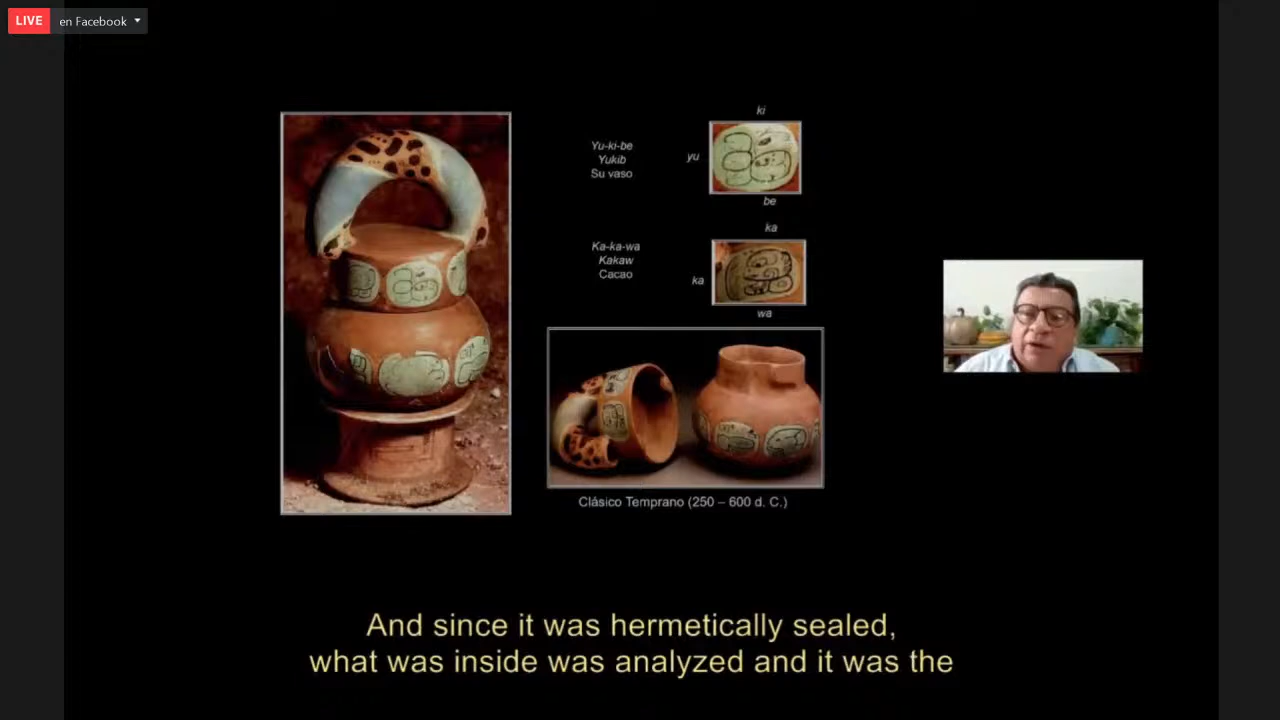 LIVE en Facebook
ki
Yu-ki-be
Yukib
Su vaso
yu
be
ka
Ka-ka-wa
Kakaw
Cacao
ka
wa
Clásico Temprano (250 – 600 d. C.)
And since it was hermetically sealed,
what was inside was analyzed and it was the